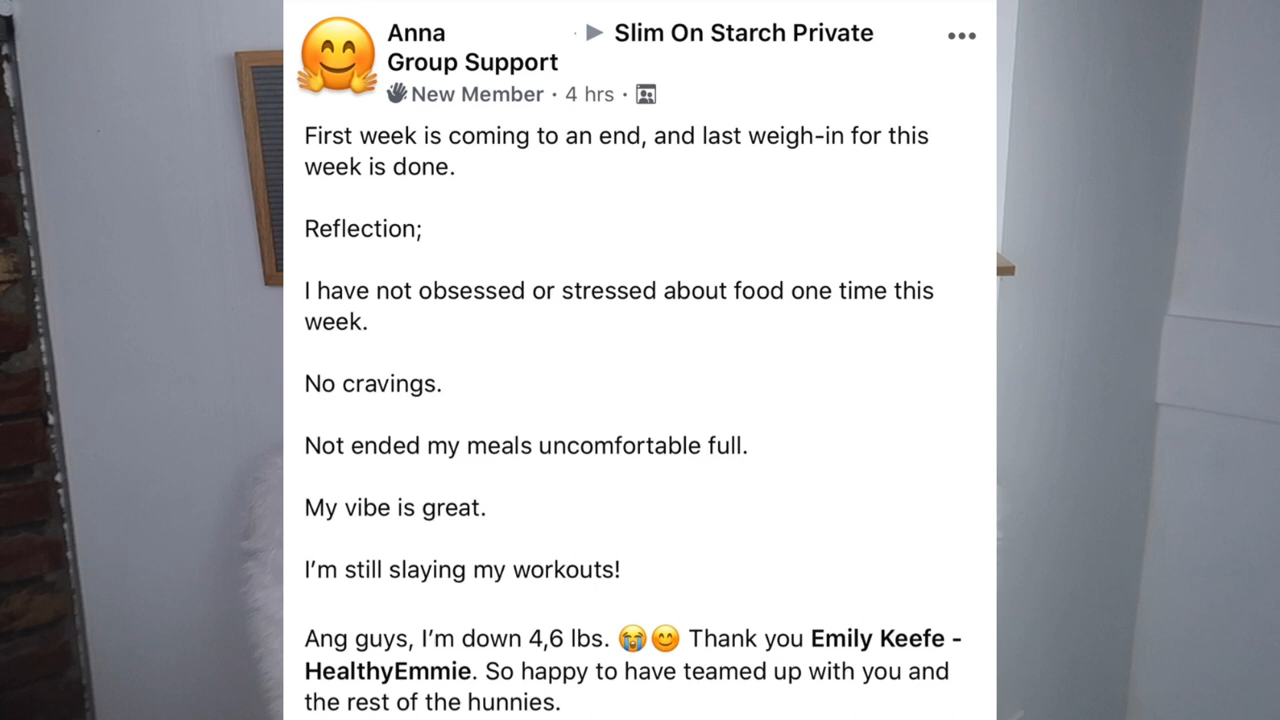 Anna · ▶ Slim On Starch Private
Group Support
New Member · 4 hrs ·
First week is coming to an end, and last weigh-in for this
week is done.
Reflection;
I have not obsessed or stressed about food one time this
week.
No cravings.
Not ended my meals uncomfortable full.
My vibe is great.
I'm still slaying my workouts!
Ang guys, I'm down 4,6 lbs. 😭😊 Thank you Emily Keefe -
HealthyEmmie. So happy to have teamed up with you and
the rest of the hunnies.